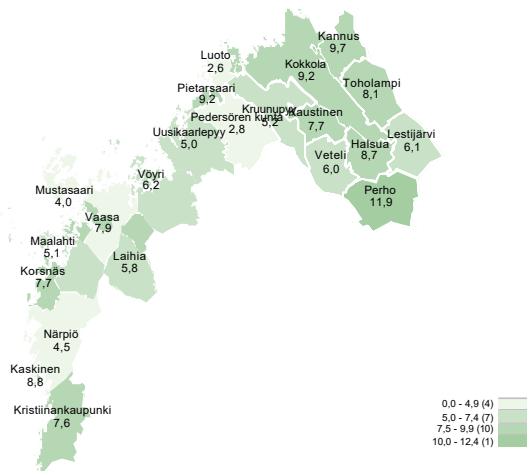 Kannus
9,7
Luoto
2,6
Kokkola
9,2
Toholampi
8,1
Pietarsaari
9,2
Kruunupyy
5,2
Kaustinen
7,7
Pedersören kunta
2,8
Uusikaarlepyy
5,0
Lestijärvi
6,1
Halsua
8,7
Veteli
6,0
Vöyri
6,2
Perho
11,9
Mustasaari
4,0
Vaasa
7,9
Maalahti
5,1
Laihia
5,8
Korsnäs
7,7
Närpiö
4,5
Kaskinen
8,8
Kristiinankaupunki
7,6
0,0 - 4,9 (4)
5,0 - 7,4 (7)
7,5 - 9,9 (10)
10,0 - 12,4 (1)